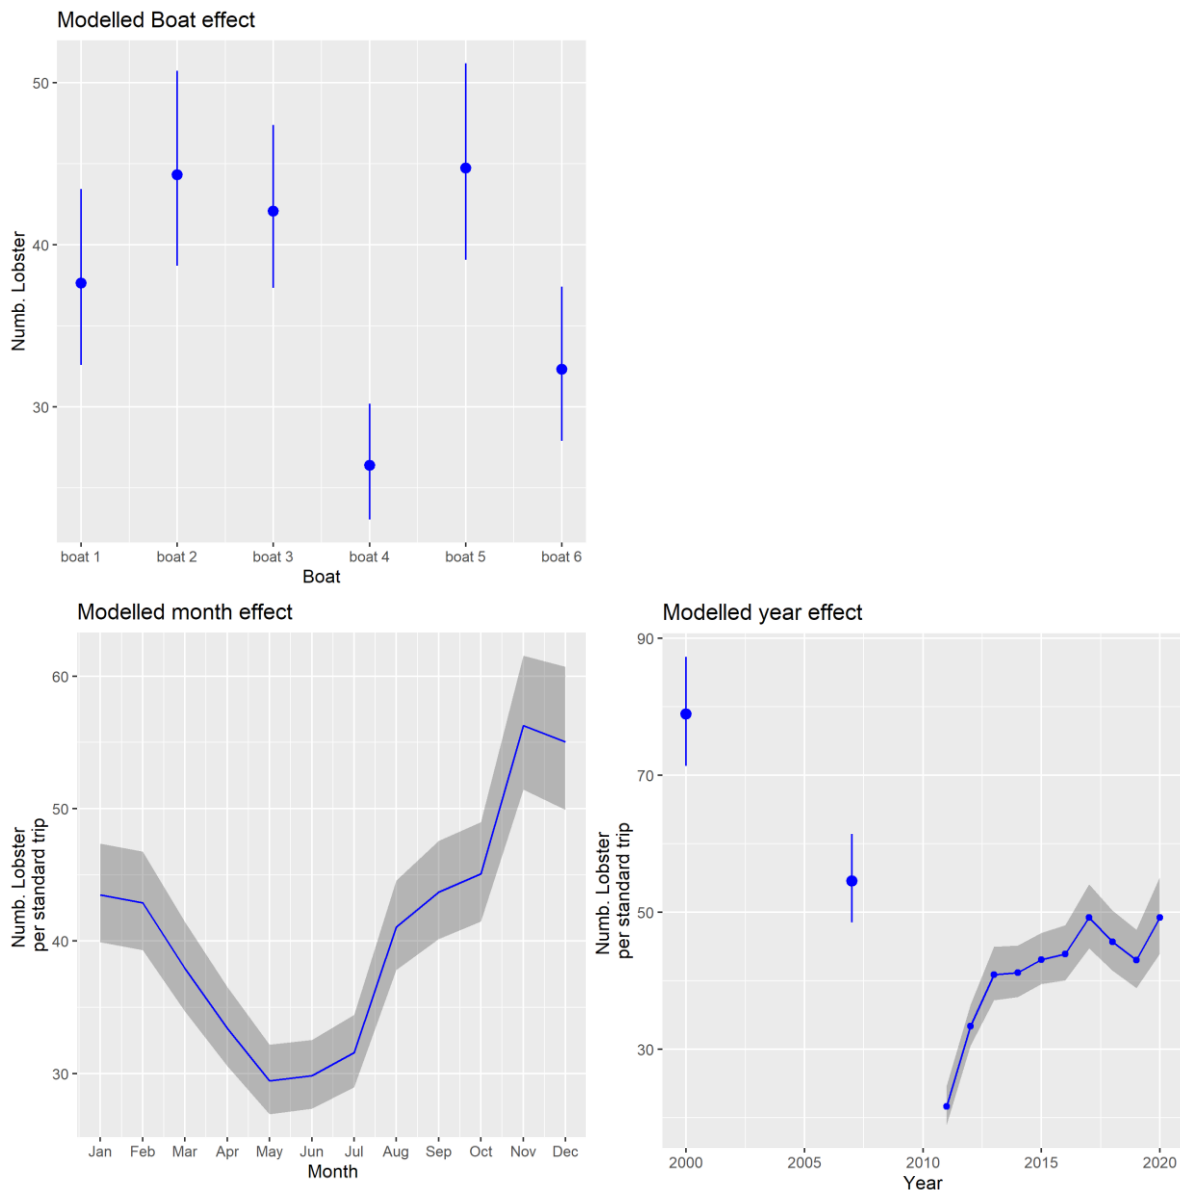 Modelled Boat effect
50
40
30
Numb. Lobster
boat 1 boat 2 boat 3 boat 4 boat 5 boat 6
Boat
Modelled month effect
60
50
40
30
Numb. Lobster
per standard trip
Jan Feb Mar Apr May Jun Jul Aug Sep Oct Nov Dec
Month
Modelled year effect
90
70
50
30
Numb. Lobster
per standard trip
2000 2005 2010 2015 2020
Year